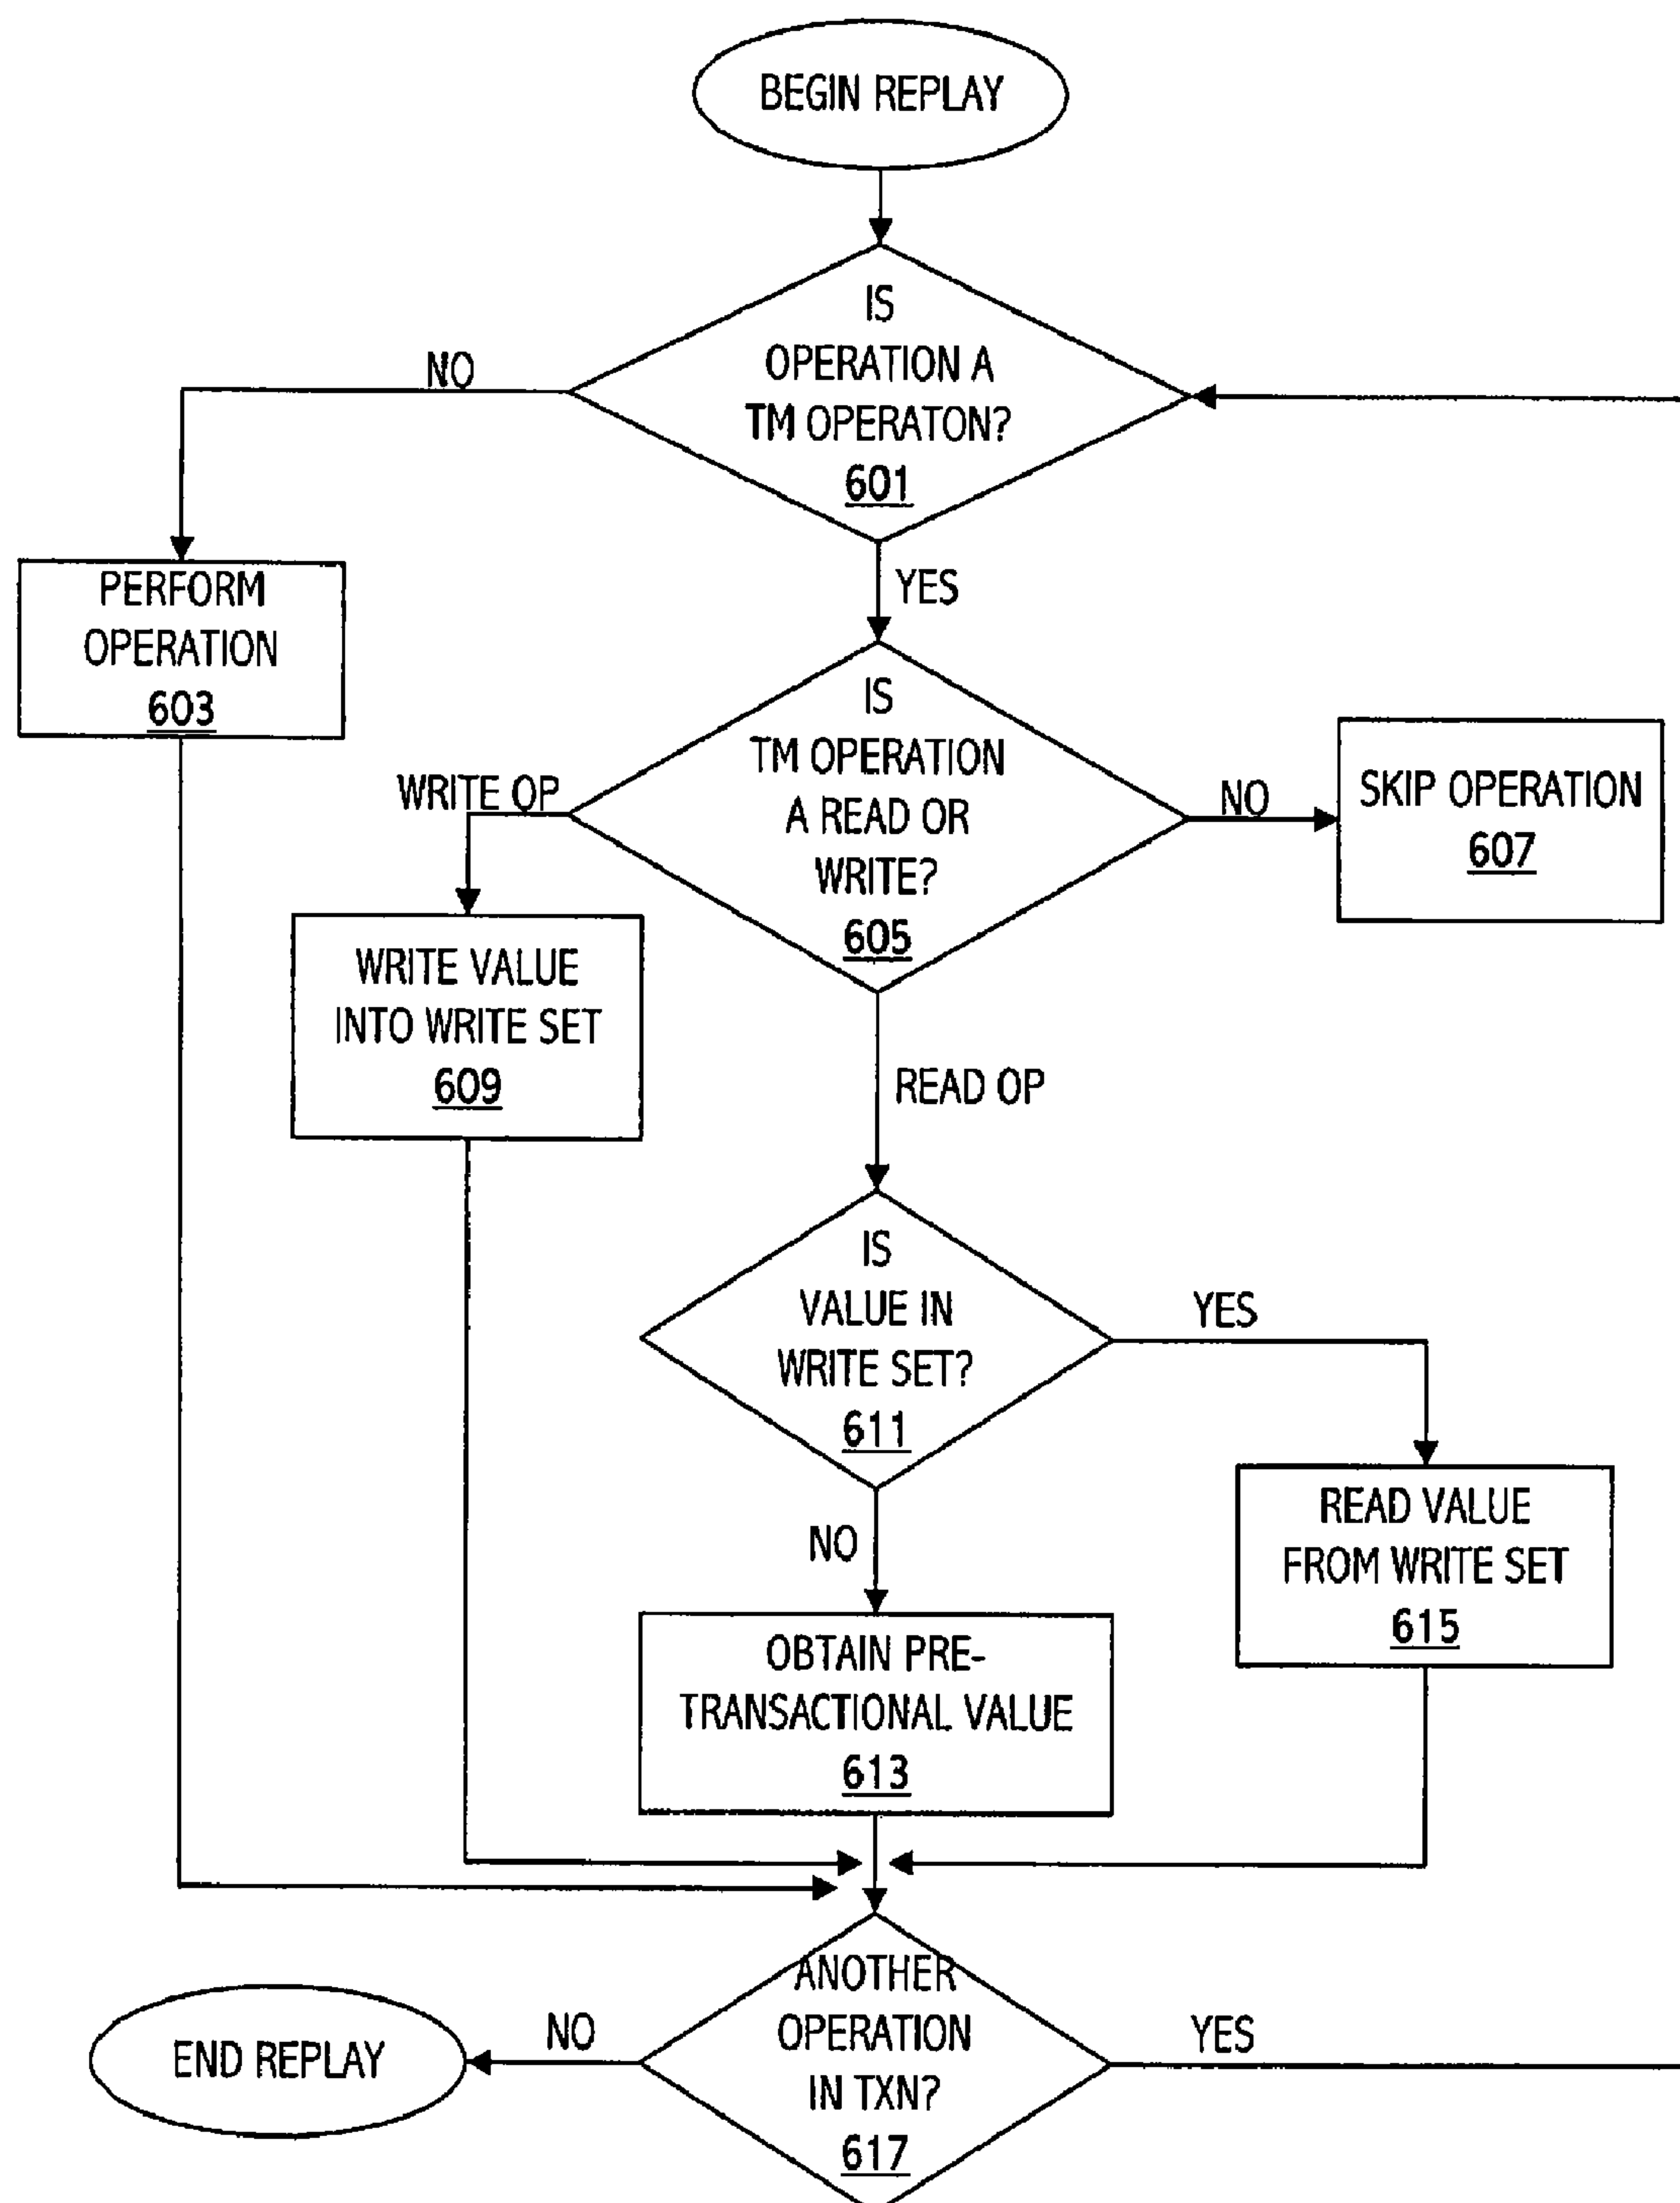 BEGIN REPLAY
IS
OPERATION A
TM OPERATON?
601
NO
YES
PERFORM
OPERATION
603
IS
TM OPERATION
A READ OR
WRITE?
605
WRITE OP
NO
SKIP OPERATION
607
WRITE VALUE
INTO WRITE SET
609
READ OP
IS
VALUE IN
WRITE SET?
611
YES
NO
READ VALUE
FROM WRITE SET
615
OBTAIN PRE-
TRANSACTIONAL VALUE
613
ANOTHER
OPERATION
IN TXN?
617
NO
YES
END REPLAY